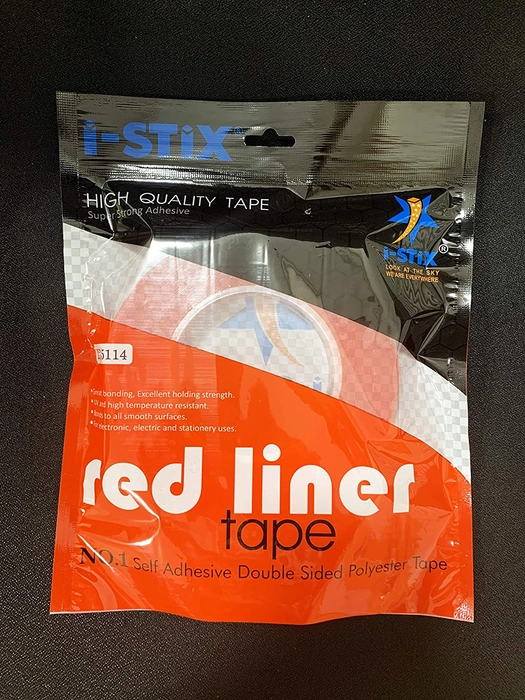 i-STiX®
HIGH QUALITY TAPE
Super Strong Adhesive
i-STiX®
LOOK AT THE SKY
WE ARE EVERYWHERE
5114
bonding, Excellent holding strength.
and high temperature resistant.
to all smooth surfaces.
electronic, electric and stationery uses.
red liner
tape
NO.1 Self Adhesive Double Sided Polyester Tape